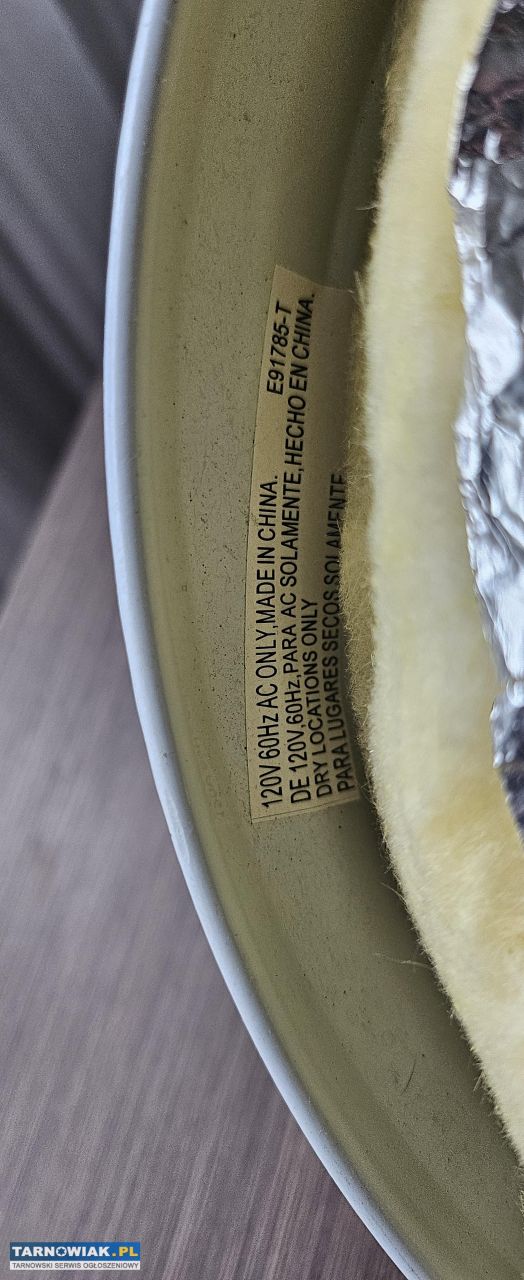 120V 60Hz AC ONLY,MADE IN CHINA. E91785-T
DE 120V,60Hz,PARA AC SOLAMENTE,HECHO EN CHINA.
DRY LOCATIONS ONLY
PARA LUGARES SECOS SOLAMENTE
TARNOWIAK.PL
TARNOWSKI SERWIS OGŁOSZENIOWY